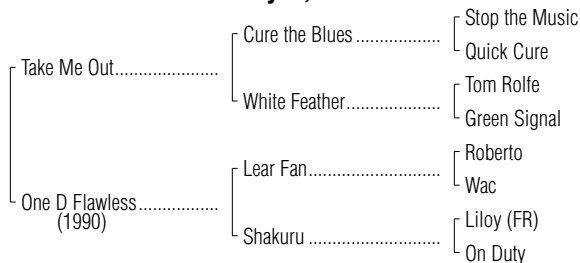 Stop the Music
Cure the Blues
Quick Cure
Take Me Out
Tom Rolfe
White Feather
Green Signal
Roberto
Lear Fan
Wac
One D Flawless
(1990)
Liloy (FR)
Shakuru
On Duty